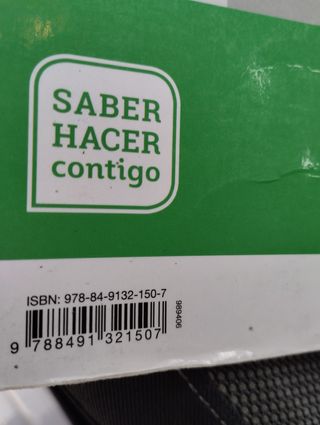 SABER
HACER
contigo
ISBN: 978-84-9132-150-7
989406
9 788491 321507